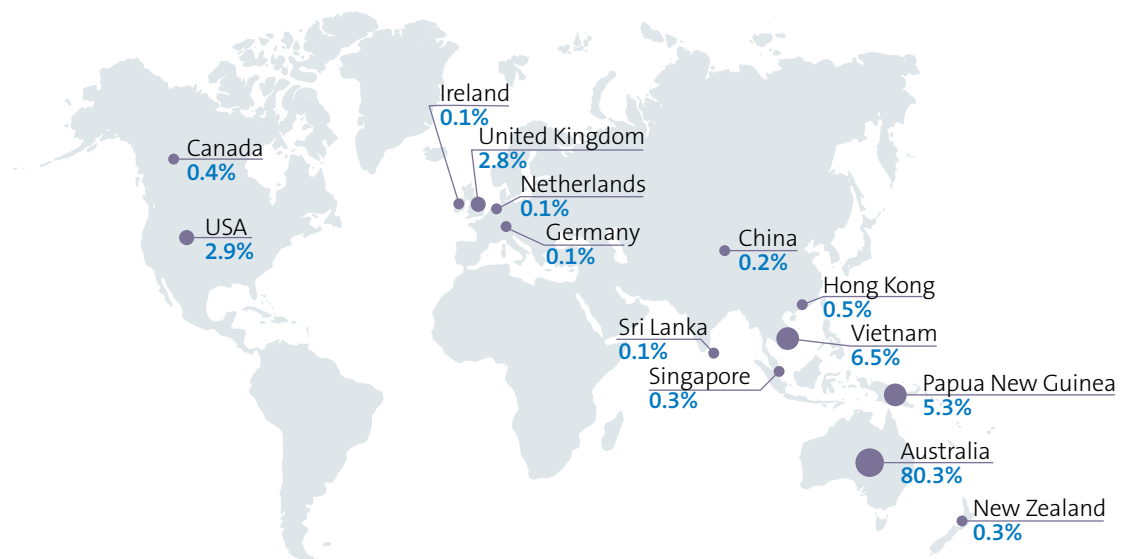 Ireland
0.1%
United Kingdom
2.8%
Canada
0.4%
Netherlands
0.1%
USA
2.9%
Germany
0.1%
China
0.2%
Hong Kong
0.5%
Sri Lanka
0.1%
Vietnam
6.5%
Singapore
0.3%
Papua New Guinea
5.3%
Australia
80.3%
New Zealand
0.3%